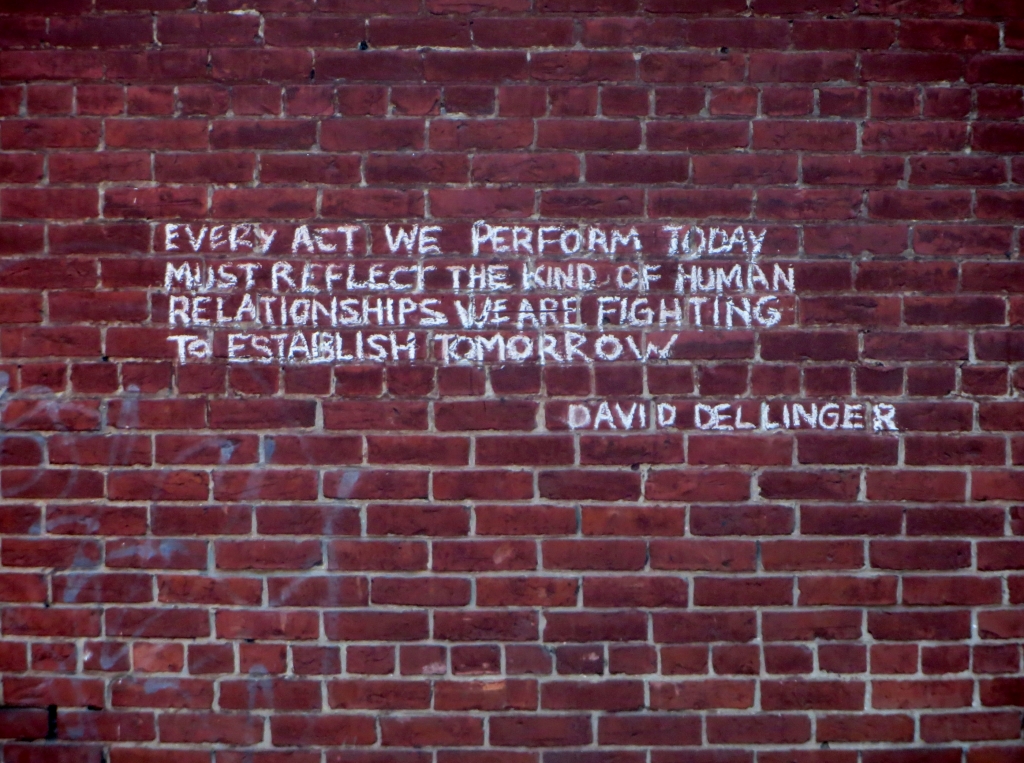 EVERY ACT WE PERFORM TODAY
MUST REFLECT THE KIND OF HUMAN
RELATIONSHIPS WE ARE FIGHTING
TO ESTABLISH TOMORROW
DAVID DELLINGER